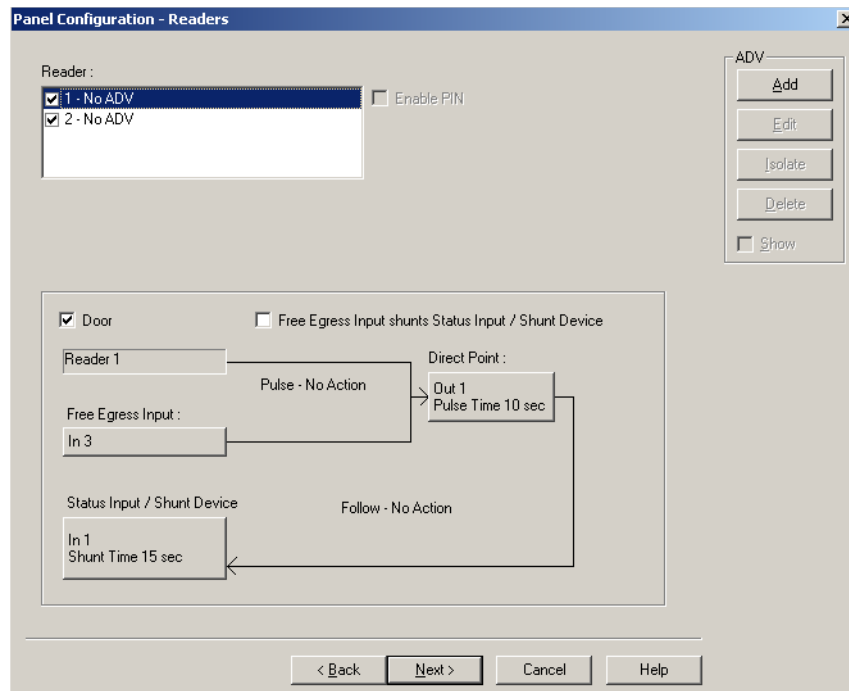 Panel Configuration - Readers
Reader :
1 - No ADV
2 - No ADV
Enable PIN
ADV
Add
Edit
Isolate
Delete
Show
Door
Free Egress Input shunts Status Input / Shunt Device
Reader 1
Pulse - No Action
Direct Point :
Out 1
Pulse Time 10 sec
Free Egress Input :
In 3
Status Input / Shunt Device
Follow - No Action
In 1
Shunt Time 15 sec
< Back
Next >
Cancel
Help